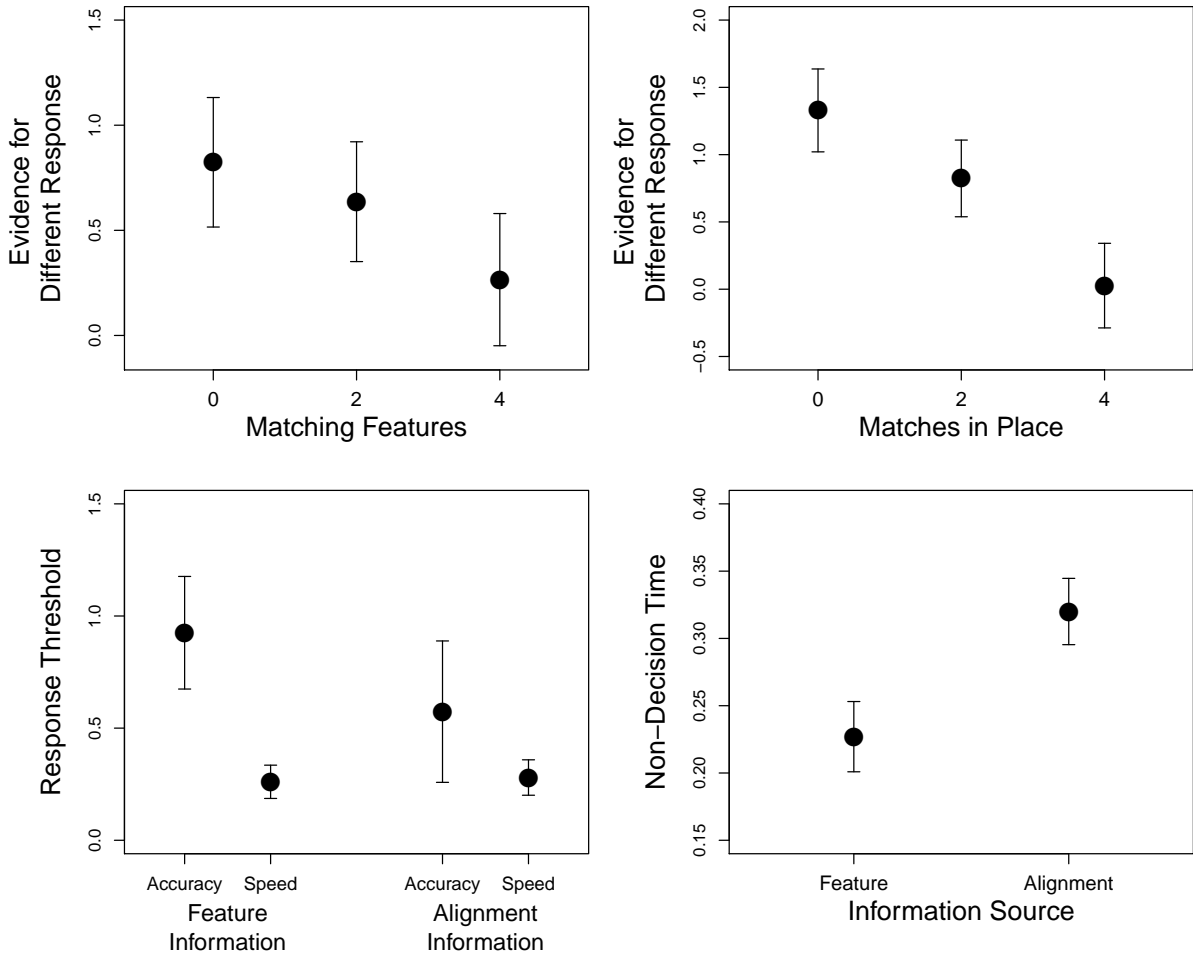 Evidence for
Different Response
1.5
1.0
0.5
0.0
0 2 4
Matching Features
Evidence for
Different Response
2.0
1.5
1.0
0.5
0.0
−0.5
0 2 4
Matches in Place
Response Threshold
1.5
1.0
0.5
0.0
Accuracy Speed Accuracy Speed
Feature Alignment
Information Information
Non−Decision Time
0.40
0.35
0.30
0.25
0.20
0.15
Feature Alignment
Information Source